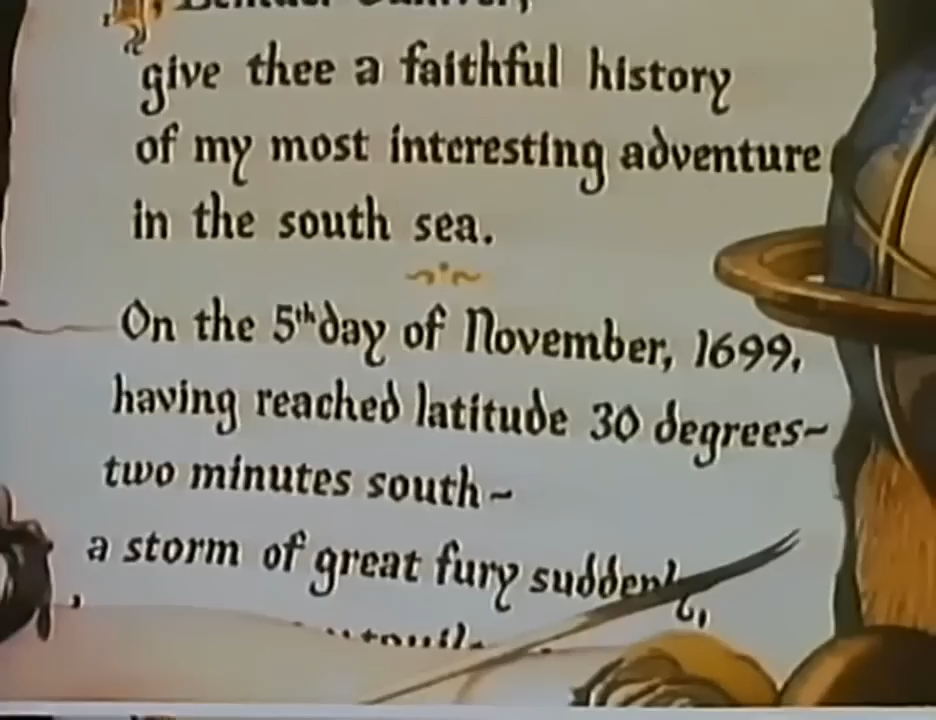 give thee a faithful history
of my most interesting adventure
in the south sea.
On the 5th day of November, 1699,
having reached latitude 30 degrees~
two minutes south~
a storm of great fury suddenly